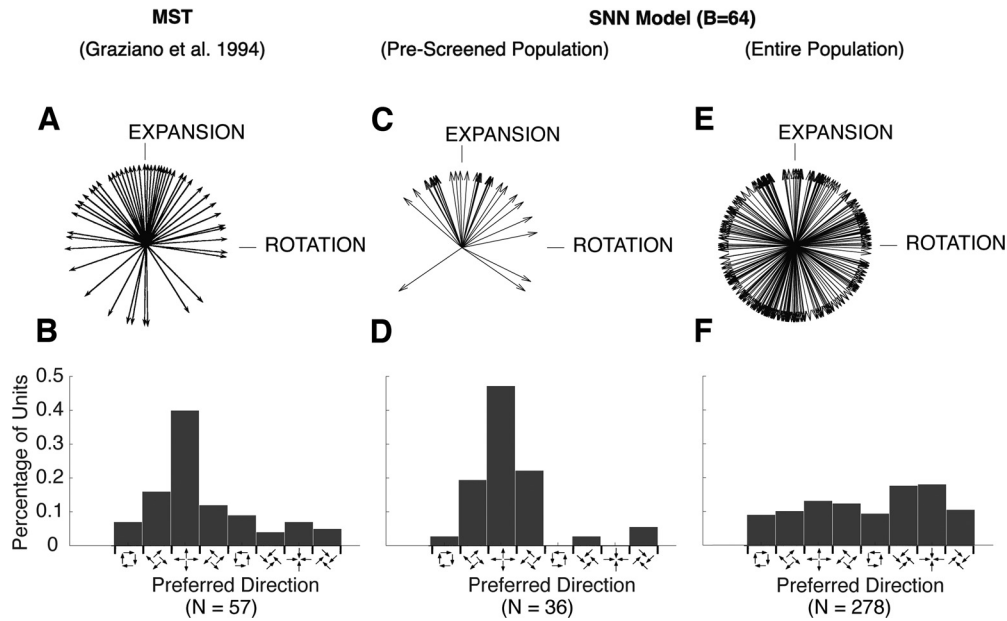 MST
SNN Model (B=64)
(Graziano et al. 1994)
(Pre-Screened Population)
(Entire Population)
A
C
E
EXPANSION
EXPANSION
EXPANSION
ROTATION
ROTATION
ROTATION
B
D
F
Percentage of Units
0.5
0.4
0.3
0.2
0.1
0
Preferred Direction
(N = 57)
Preferred Direction
(N = 36)
Preferred Direction
(N = 278)